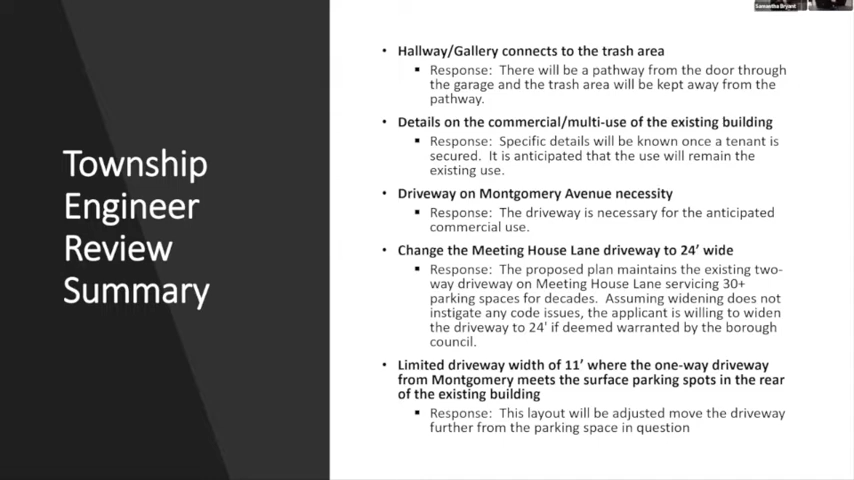 Samantha Bryant
Township
Engineer
Review
Summary
• Hallway/Gallery connects to the trash area
▪ Response: There will be a pathway from the door through
the garage and the trash area will be kept away from the
pathway.
• Details on the commercial/multi-use of the existing building
▪ Response: Specific details will be known once a tenant is
secured. It is anticipated that the use will remain the
existing use.
• Driveway on Montgomery Avenue necessity
▪ Response: The driveway is necessary for the anticipated
commercial use.
• Change the Meeting House Lane driveway to 24’ wide
▪ Response: The proposed plan maintains the existing two-
way driveway on Meeting House Lane servicing 30+
parking spaces for decades. Assuming widening does not
instigate any code issues, the applicant is willing to widen
the driveway to 24' if deemed warranted by the borough
council.
• Limited driveway width of 11’ where the one-way driveway
from Montgomery meets the surface parking spots in the rear
of the existing building
▪ Response: This layout will be adjusted move the driveway
further from the parking space in question